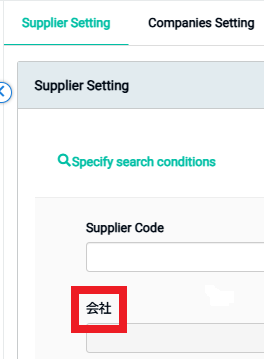 Supplier Setting Companies Setting
Supplier Setting
Specify search conditions
Supplier Code
会社